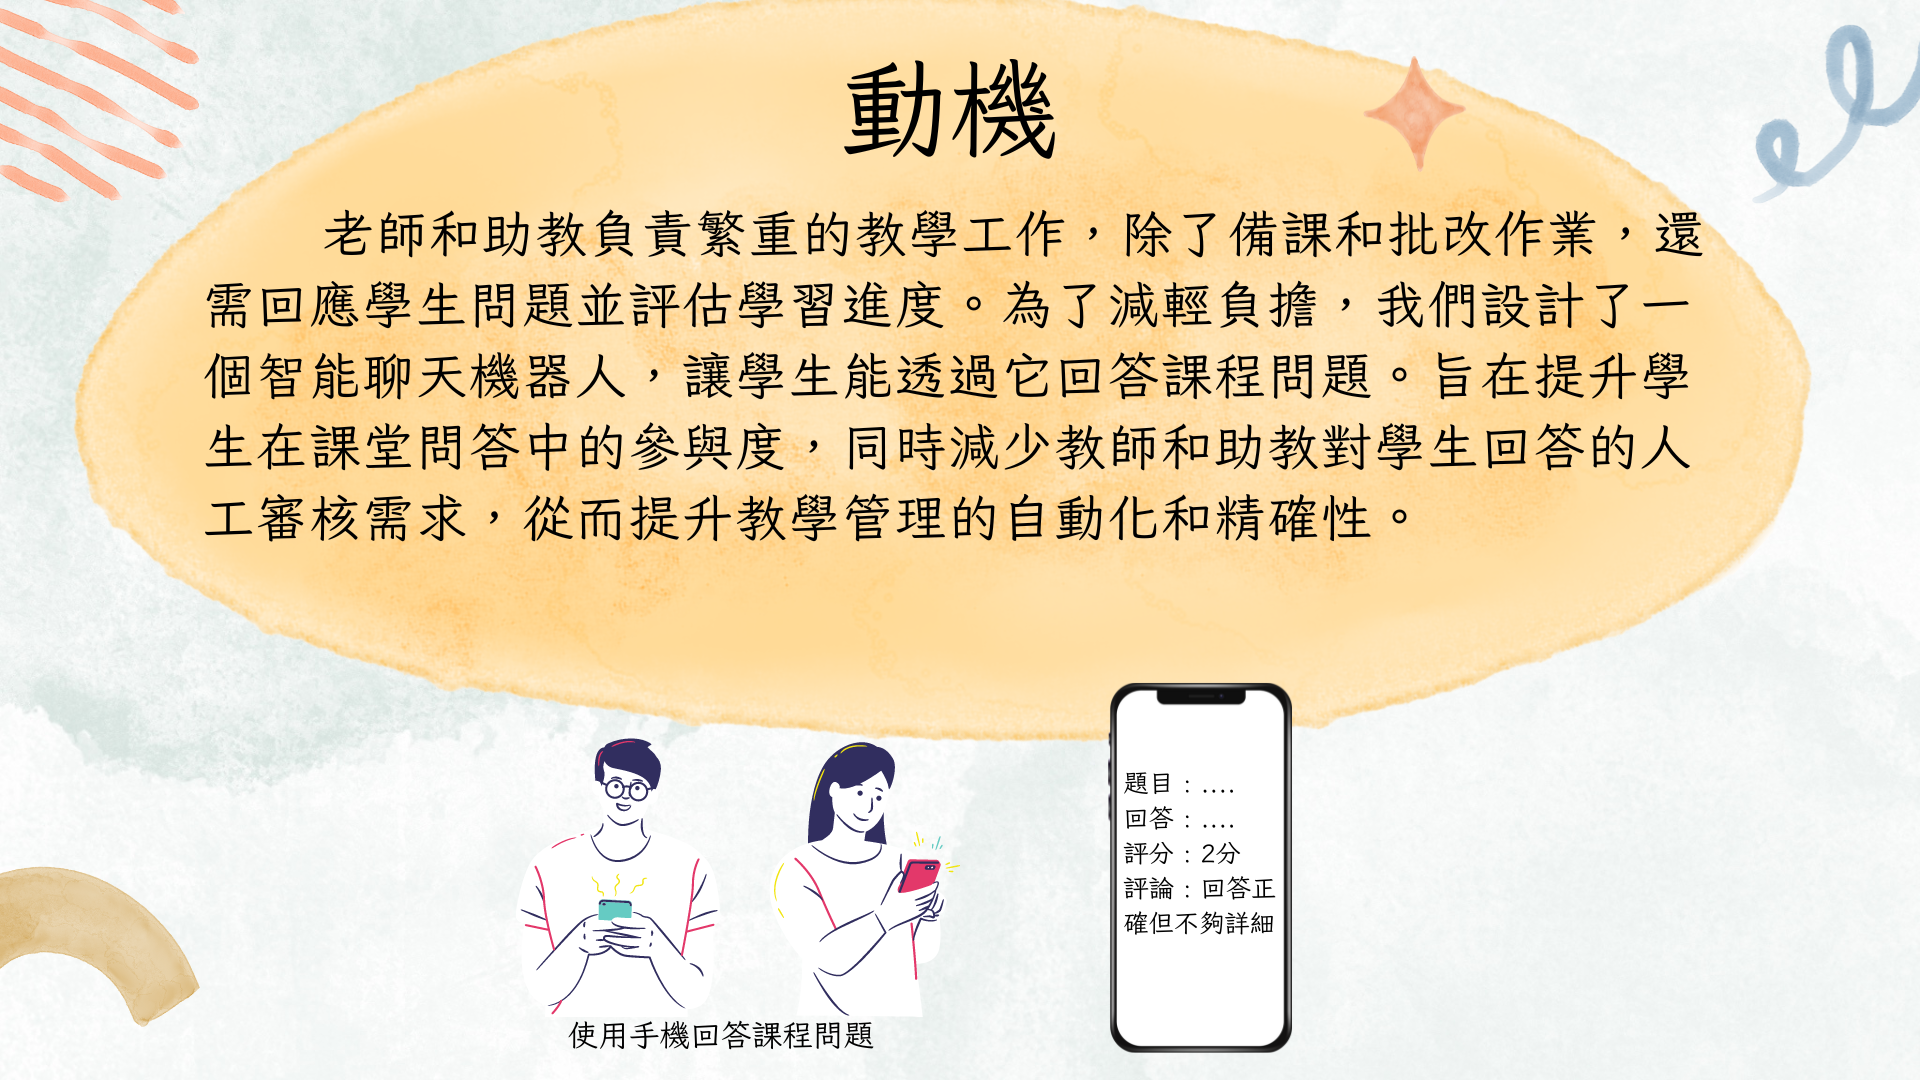 動機
老師和助教負責繁重的教學工作，除了備課和批改作業，還
需回應學生問題並評估學習進度。為了減輕負擔，我們設計了一
個智能聊天機器人，讓學生能透過它回答課程問題。旨在提升學
生在課堂問答中的參與度，同時減少教師和助教對學生回答的人
工審核需求，從而提升教學管理的自動化和精確性。
題目：....
回答：....
評分：2分
評論：回答正
確但不夠詳細
使用手機回答課程問題